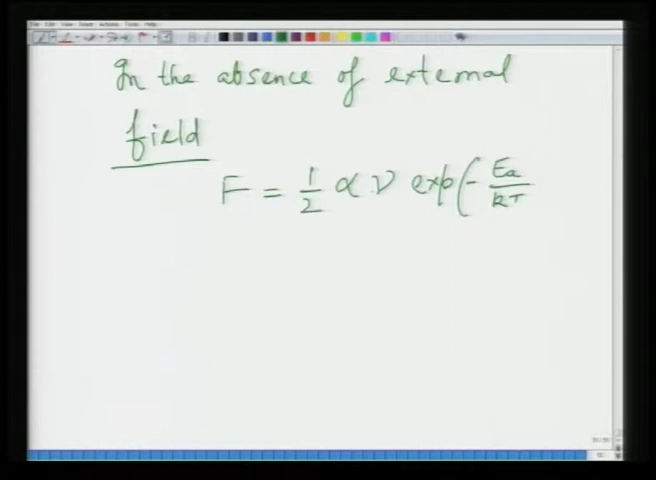 In the absence of external
field
F = 1/2 α ν exp(- Ea/kT